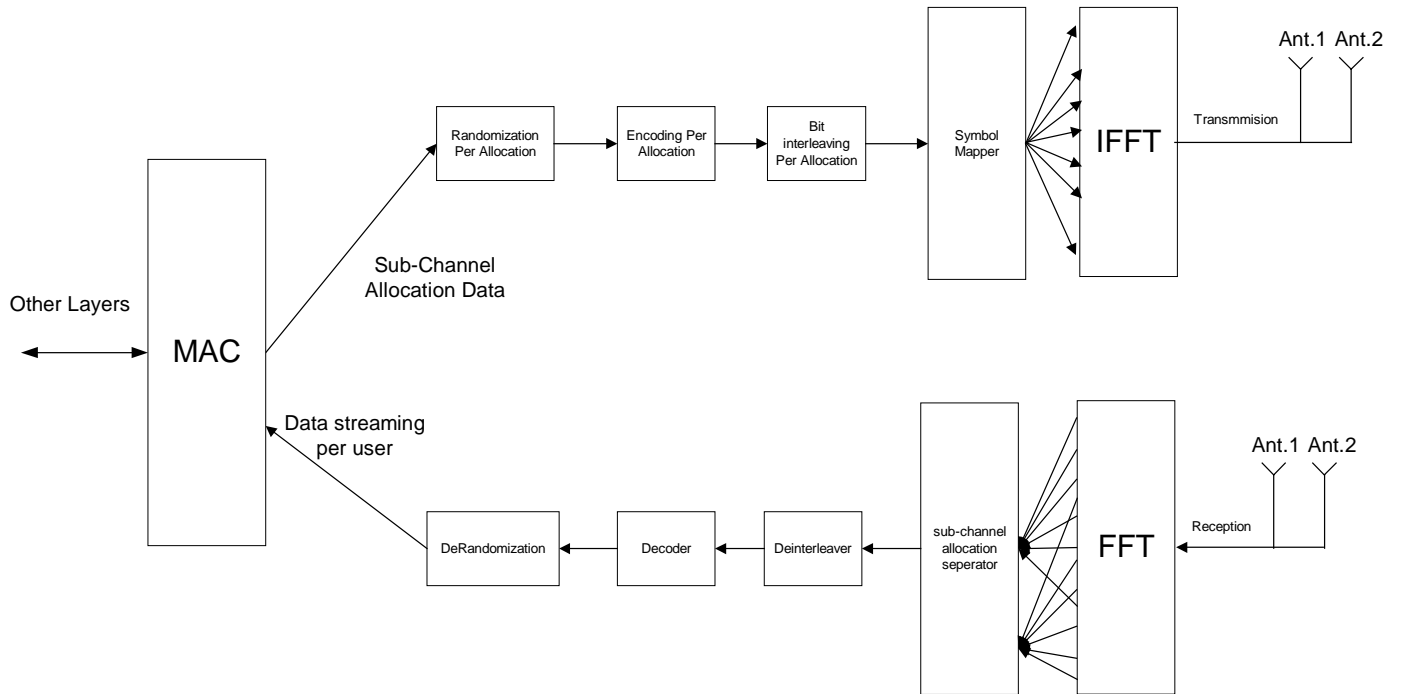 Ant.1 Ant.2
Randomization
Per Allocation
Encoding Per
Allocation
Bit
interleaving
Per Allocation
Symbol
Mapper
IFFT
Transmmision
Sub-Channel
Allocation Data
Other Layers
MAC
Data streaming
per user
Ant.1 Ant.2
DeRandomization
Decoder
Deinterleaver
sub-channel
allocation
seperator
FFT
Reception